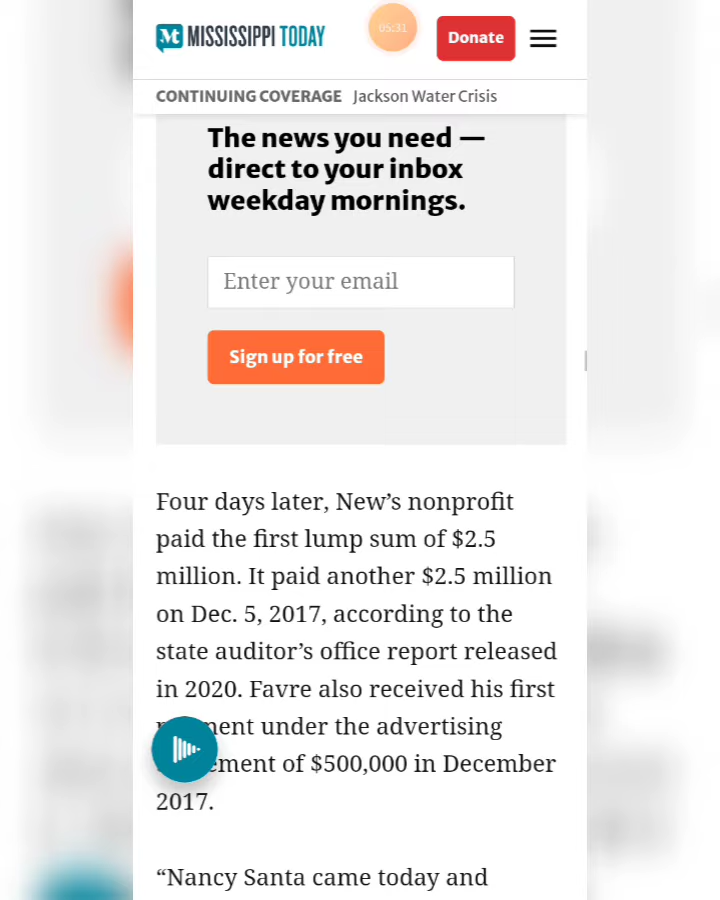 Mt MISSISSIPPI TODAY
05:31
Donate
CONTINUING COVERAGE Jackson Water Crisis
The news you need —
direct to your inbox
weekday mornings.
Enter your email
Sign up for free
Four days later, New’s nonprofit
paid the first lump sum of $2.5
million. It paid another $2.5 million
on Dec. 5, 2017, according to the
state auditor’s office report released
in 2020. Favre also received his first
under the advertising
of $500,000 in December
2017.
“Nancy Santa came today and